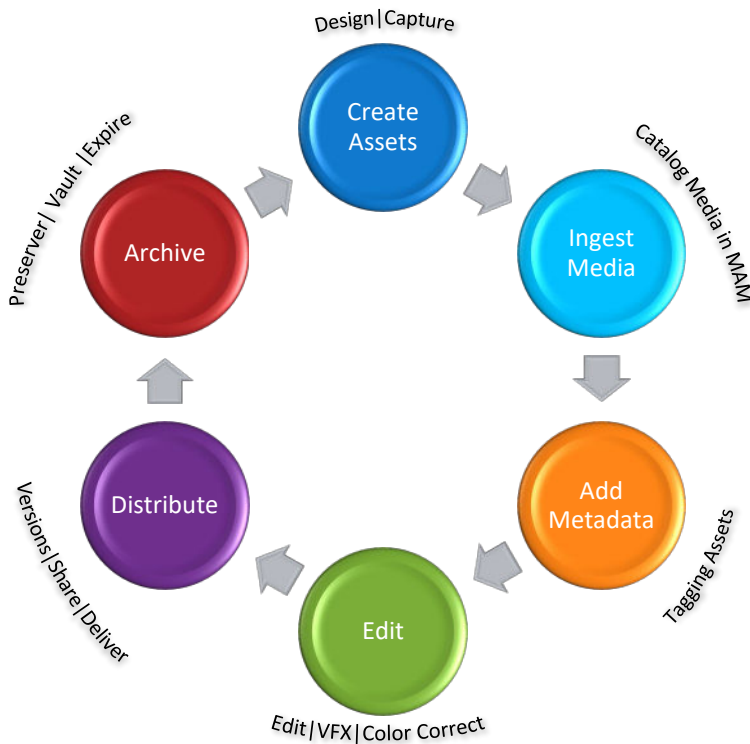 Design|Capture
Create
Assets
Catalog Media in MAM
Ingest
Media
Add
Metadata
Tagging Assets
Edit
Edit|VFX|Color Correct
Distribute
Versions|Share|Deliver
Archive
Preserver| Vault |Expire